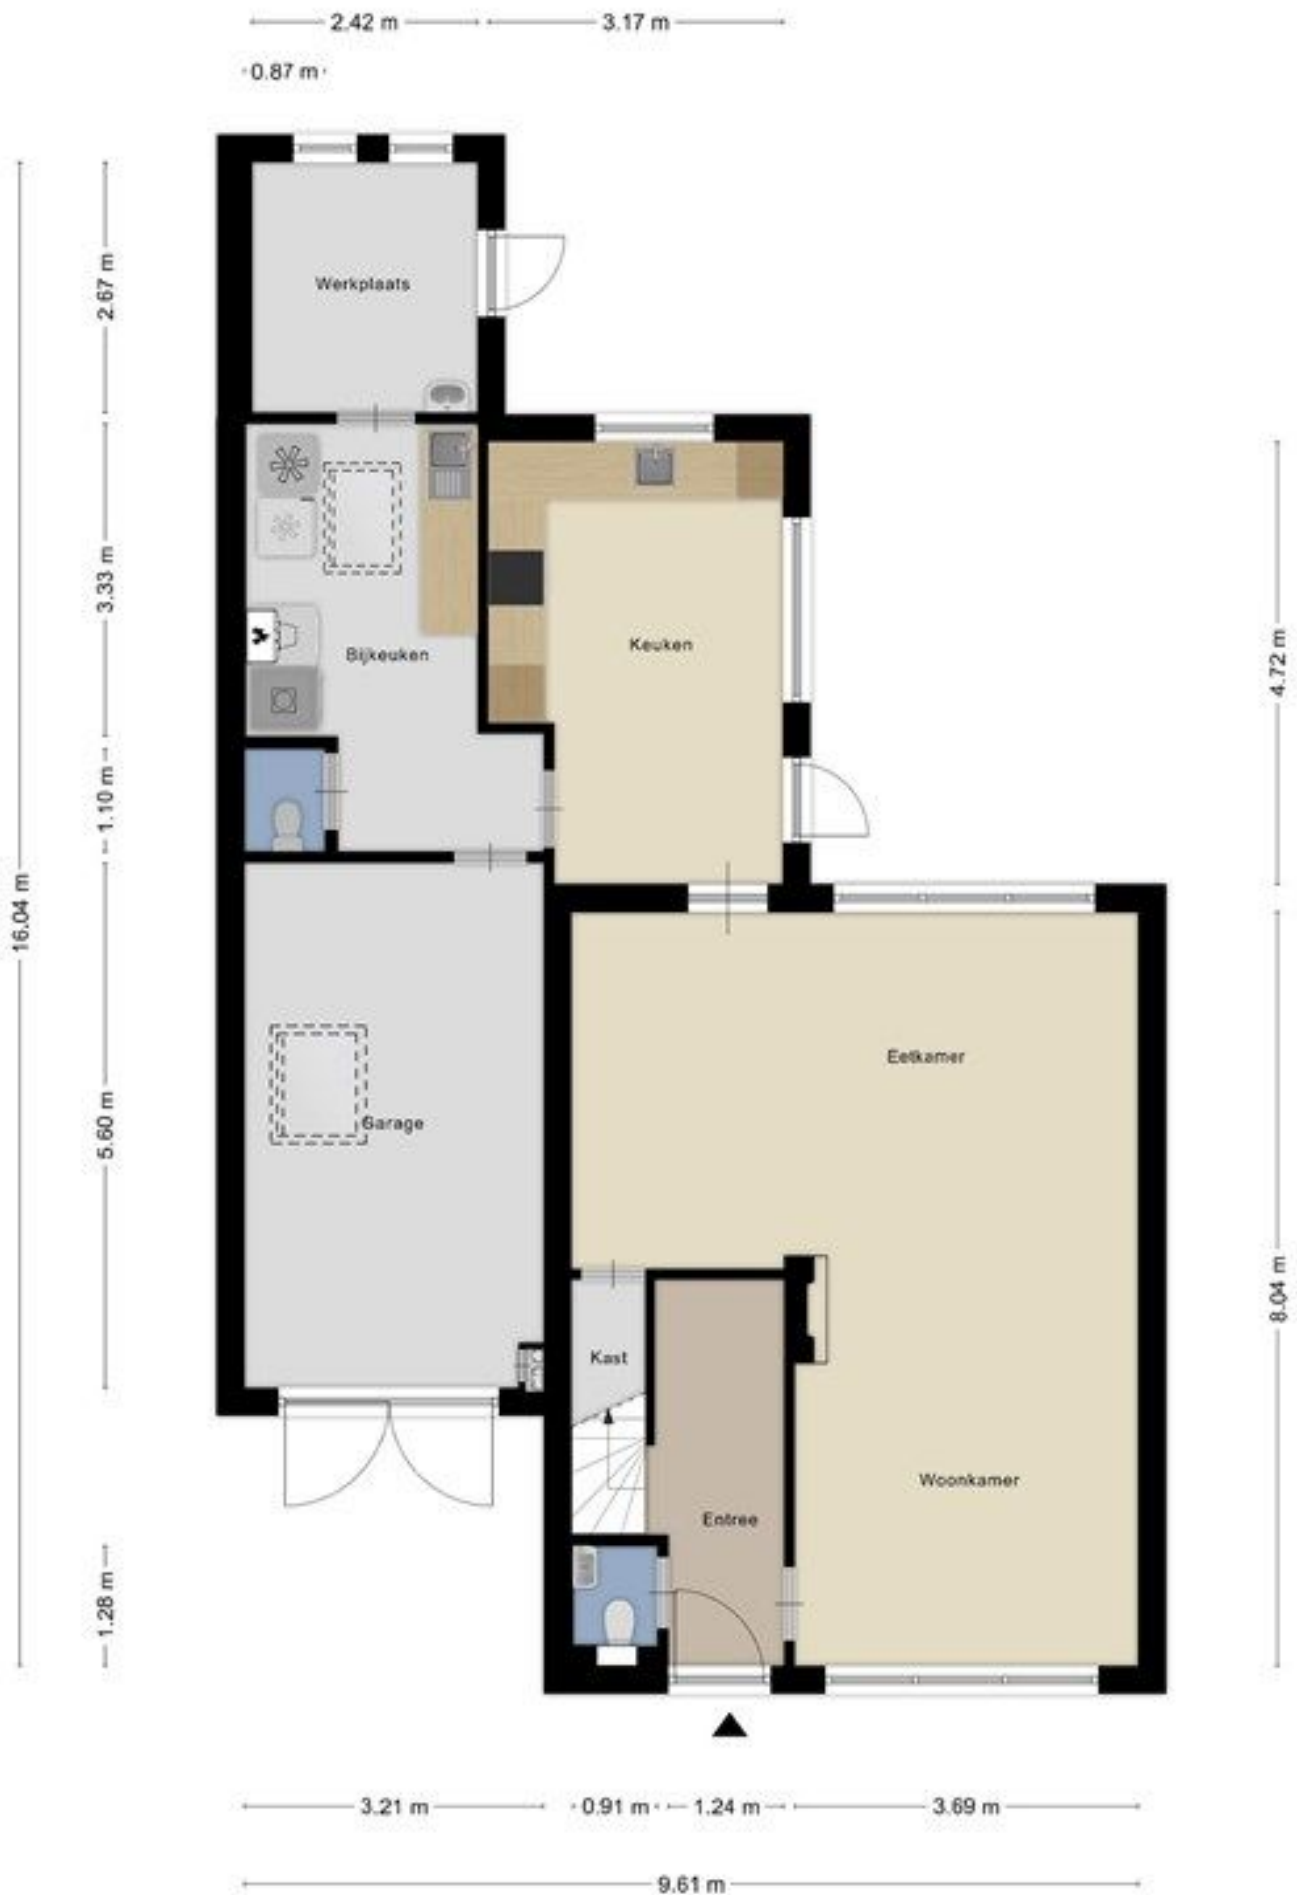 2.42 m
3.17 m
0.87 m
Werkplaats
2.67 m
3.33 m
Bijkeuken
Keuken
4.72 m
1.10 m
16.04 m
Eetkamer
5.60 m
Garage
8.04 m
Kast
Woonkamer
Entree
1.28 m
3.21 m
0.91 m
1.24 m
3.69 m
9.61 m